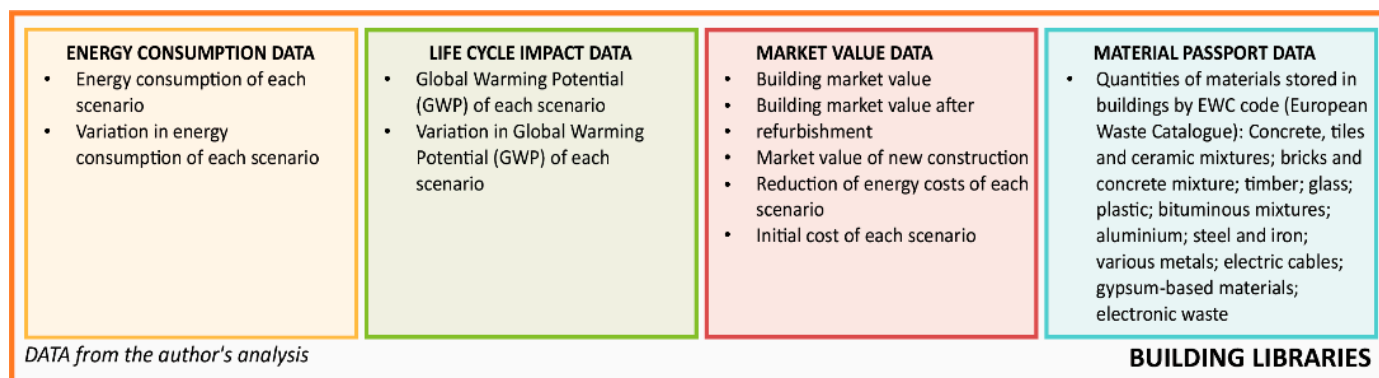 ENERGY CONSUMPTION DATA
• Energy consumption of each
scenario
• Variation in energy
consumption of each scenario
LIFE CYCLE IMPACT DATA
• Global Warming Potential
(GWP) of each scenario
• Variation in Global Warming
Potential (GWP) of each
scenario
MARKET VALUE DATA
• Building market value
• Building market value after
• refurbishment
• Market value of new construction
• Reduction of energy costs of each
scenario
• Initial cost of each scenario
MATERIAL PASSPORT DATA
• Quantities of materials stored in
buildings by EWC code (European
Waste Catalogue): Concrete, tiles
and ceramic mixtures; bricks and
concrete mixture; timber; glass;
plastic; bituminous mixtures;
aluminium; steel and iron;
various metals; electric cables;
gypsum-based materials;
electronic waste
DATA from the author's analysis
BUILDING LIBRARIES